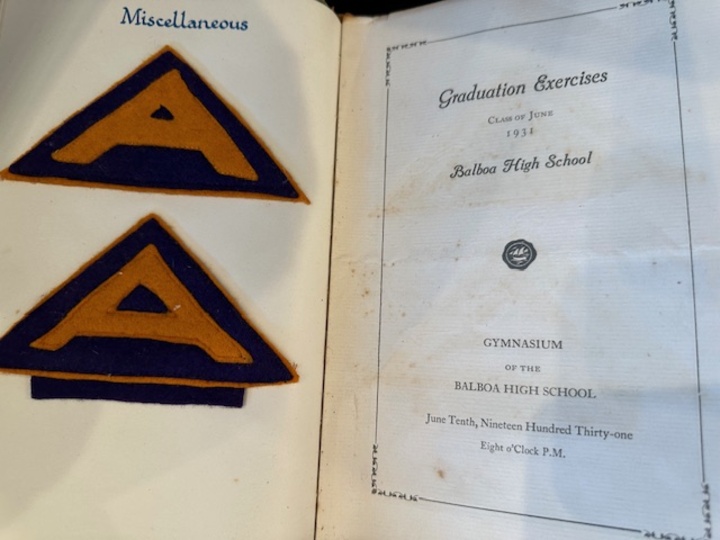 Miscellaneous
A
A
Graduation Exercises
Class of June
1931
Balboa High School
GYMNASIUM
OF THE
BALBOA HIGH SCHOOL
June Tenth, Nineteen Hundred Thirty-one
Eight o'Clock P.M.